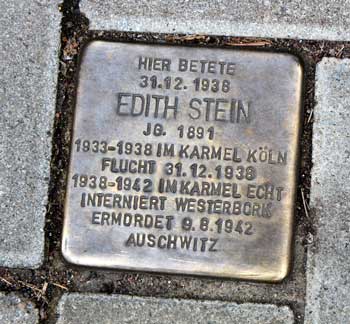 HIER BETETE
31.12.1938
EDITH STEIN
JG. 1891
1933-1938 IM KARMEL KÖLN
FLUCHT 31.12.1938
1938-1942 IM KARMEL ECHT
INTERNIERT WESTERBORK
ERMORDET 9.8.1942
AUSCHWITZ